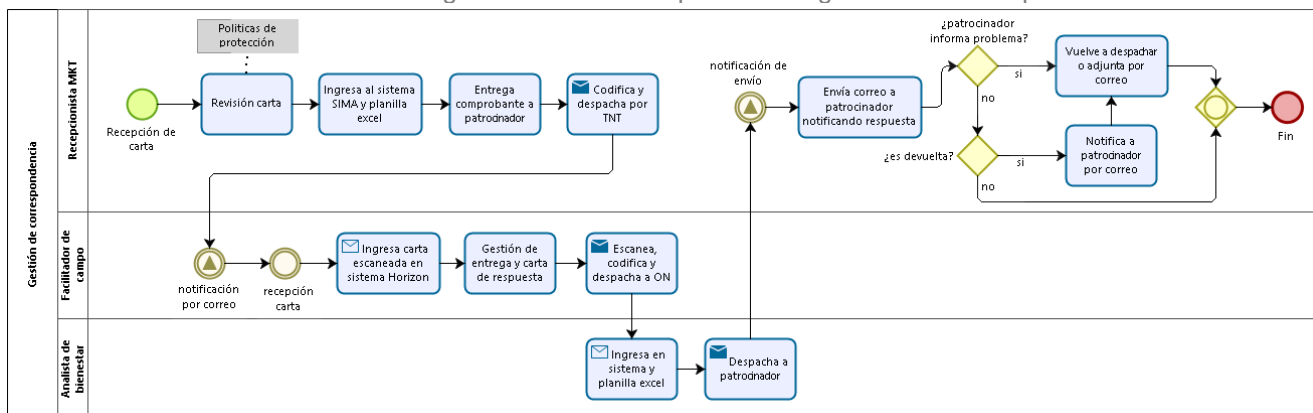 Gestión de correspondencia
Recepcionista MKT
Politicas de
protección
Recepción de
carta
Revisión carta
Ingresa al sistema
SIMA y planilla
excel
Entrega
comprobante a
patrocinador
Codifica y
despacha por
TNT
notificación
de envío
Envía correo a
patrocinador
notificando respuesta
¿patrocinador
informa problema?
si
no
Vuelve a despachar
o adjunta por
correo
¿es devuelta?
si
no
Notifica a
patrocinador
por correo
Fin
Facilitador de
campo
notificación
por correo
recepción
carta
Ingresa carta
escaneada en
sistema Horizon
Gestión de
entrega y carta
de respuesta
Escanea,
codifica y
despacha a ON
Analista de
bienestar
Ingresa en
sistema y
planilla excel
Despacha a
patrocinador